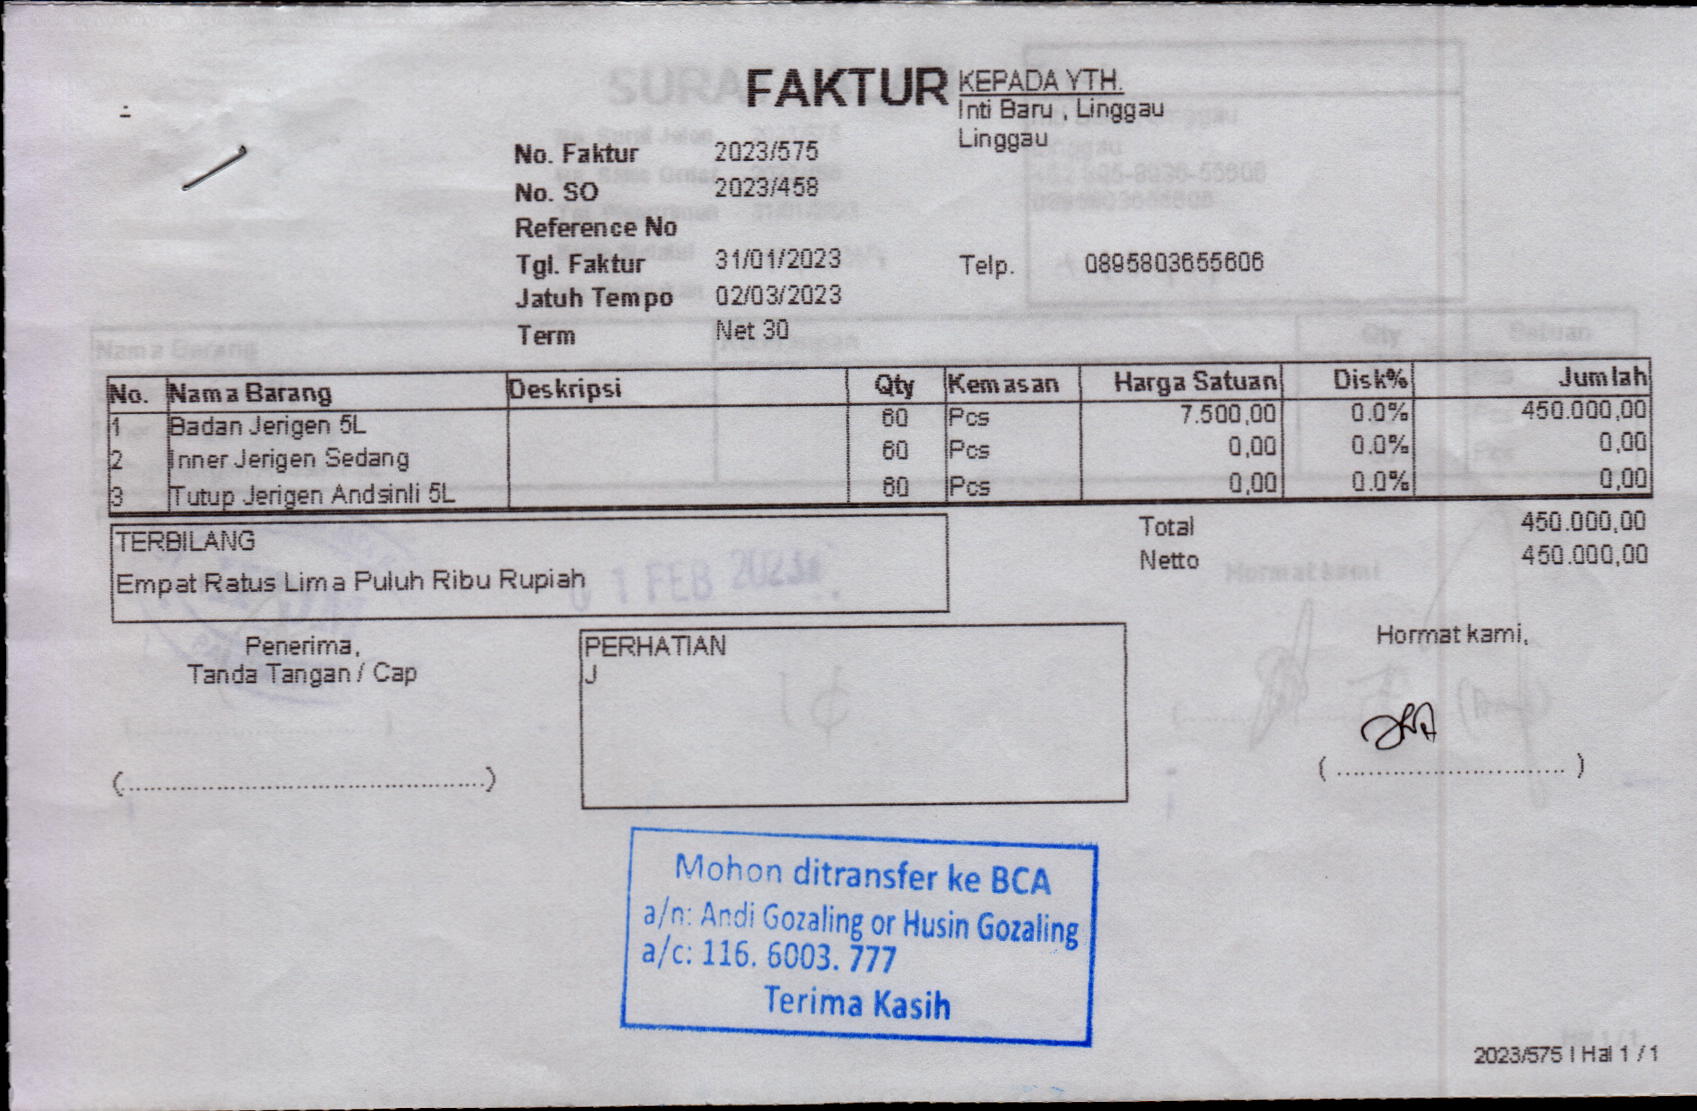 FAKTUR
KEPADA YTH.
Inti Baru , Linggau
Linggau
No. Faktur 2023/575
No. SO 2023/458
Reference No
Tgl. Faktur 31/01/2023
Telp. 0895803655606
Jatuh Tempo 02/03/2023
Term Net 30
No. Nama Barang Deskripsi Qty Kemasan Harga Satuan Disk% Jumlah
1 Badan Jerigen 5L 60 Pcs 7.500,00 0.0% 450.000,00
2 Inner Jerigen Sedang 60 Pcs 0,00 0.0% 0,00
3 Tutup Jerigen Andsinli 5L 60 Pcs 0,00 0.0% 0,00
TERBILANG
Empat Ratus Lima Puluh Ribu Rupiah
Total 450.000,00
Netto 450.000,00
Penerima,
Tanda Tangan / Cap
(................................................)
PERHATIAN
J
Hormat kami,
( ............................. )
Mohon ditransfer ke BCA
a/n: Andi Gozaling or Husin Gozaling
a/c: 116. 6003. 777
Terima Kasih
2023/575 I Hal 1 / 1